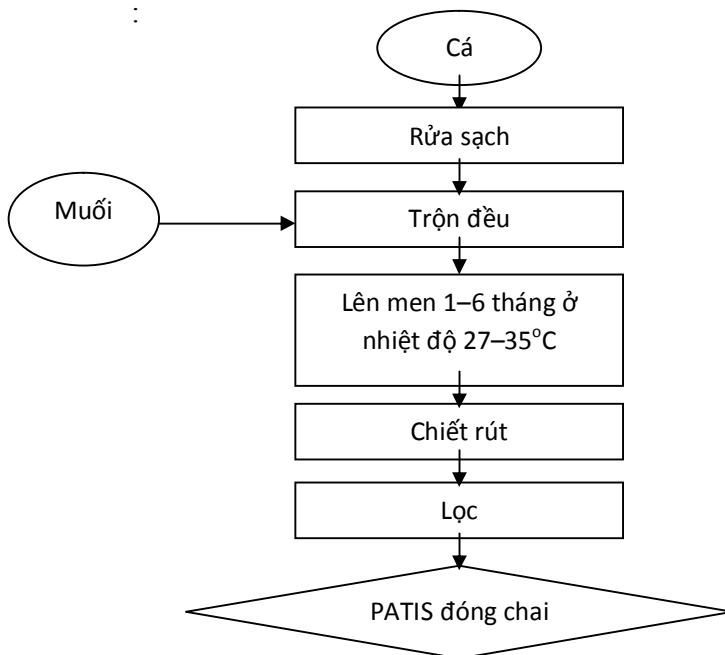 :
Cá
Rửa sạch
Muối
Trộn đều
Lên men 1–6 tháng ở
nhiệt độ 27–35°C
Chiết rút
Lọc
PATIS đóng chai